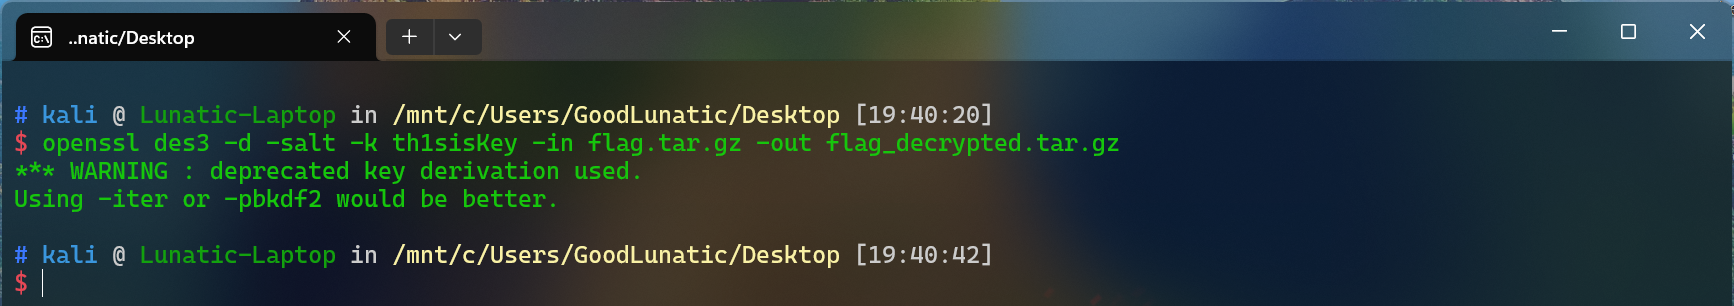 ..natic/Desktop
# kali @ Lunatic-Laptop in /mnt/c/Users/GoodLunatic/Desktop [19:40:20]
$ openssl des3 -d -salt -k th1sisKey -in flag.tar.gz -out flag_decrypted.tar.gz
*** WARNING : deprecated key derivation used.
Using -iter or -pbkdf2 would be better.
# kali @ Lunatic-Laptop in /mnt/c/Users/GoodLunatic/Desktop [19:40:42]
$